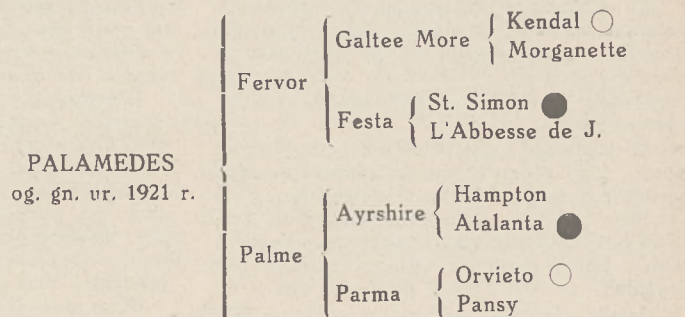 Kendal
Galtee More
Morganette
Fervor
St. Simon
Festa
L'Abbesse de J.
PALAMEDES
og. gn. ur. 1921 r.
Hampton
Ayrshire
Atalanta
Palme
Orvieto
Parma
Pansy